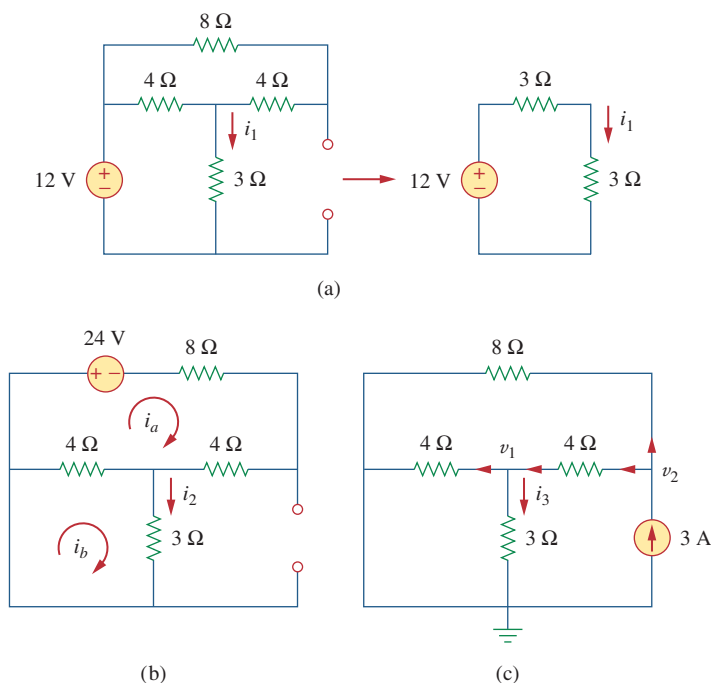 8 Ω
4 Ω 4 Ω
i1
12 V + − 3 Ω 12 V + − 3 Ω
3 Ω
i1
(a)
24 V
+ −
8 Ω
ia
4 Ω 4 Ω
i2
ib
3 Ω
(b)
8 Ω
4 Ω v1 4 Ω
v2
i3
3 Ω
3 A
(c)